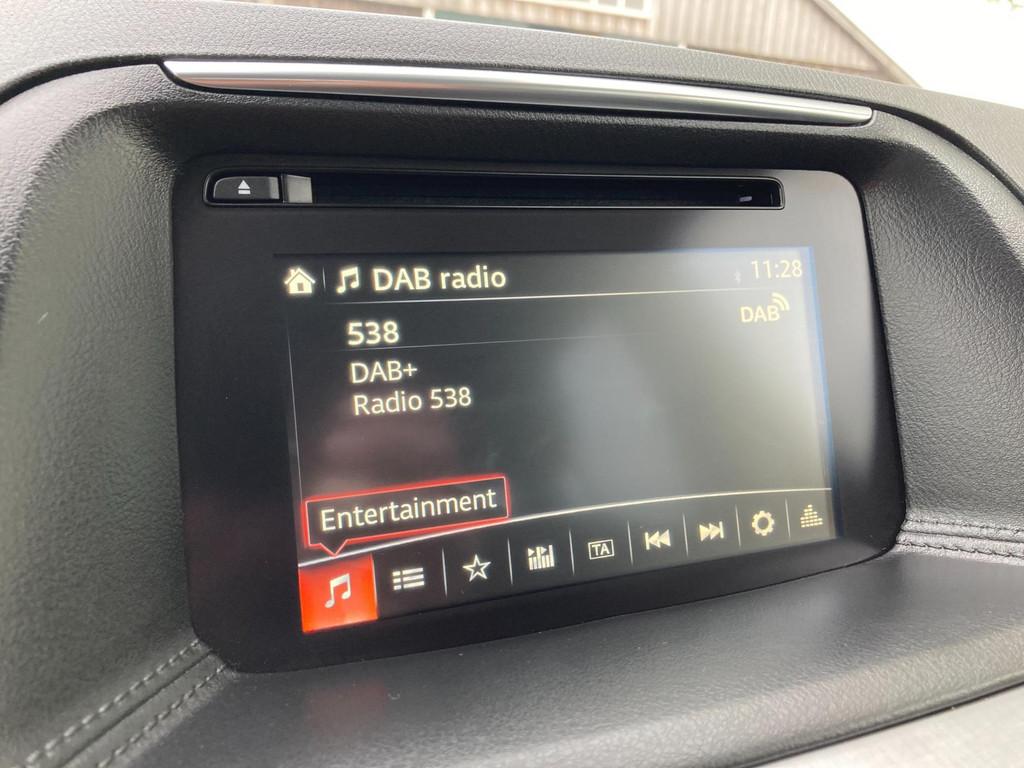 DAB radio
11:28
538
DAB
DAB+
Radio 538
Entertainment
TA